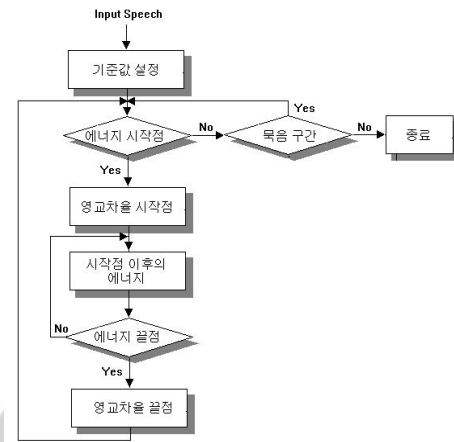 Input Speech
기준값 설정
에너지 시작점
No
Yes
묵음 구간
No
종료
Yes
영교차율 시작점
시작점 이후의
에너지
No
에너지 끝점
Yes
영교차율 끝점